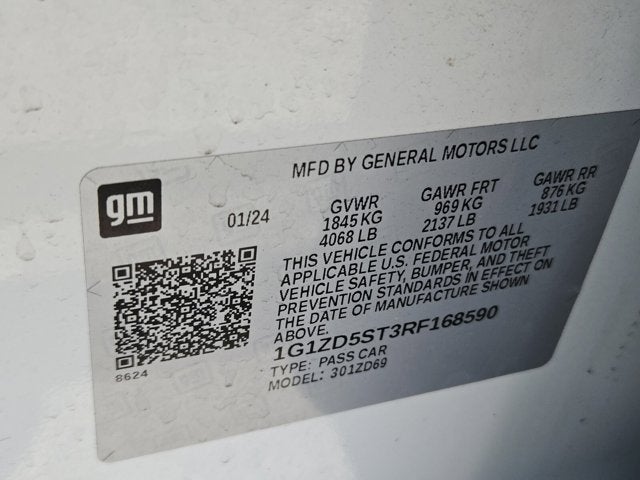 MFD BY GENERAL MOTORS LLC
gm
01/24
GVWR
1845 KG
4068 LB
GAWR FRT
969 KG
2137 LB
GAWR RR
876 KG
1931 LB
THIS VEHICLE CONFORMS TO ALL
APPLICABLE U.S. FEDERAL MOTOR
VEHICLE SAFETY, BUMPER, AND THEFT
PREVENTION STANDARDS IN EFFECT ON
THE DATE OF MANUFACTURE SHOWN
ABOVE.
1G1ZD5ST3RF168590
TYPE: PASS CAR
MODEL: 301ZD69
8624